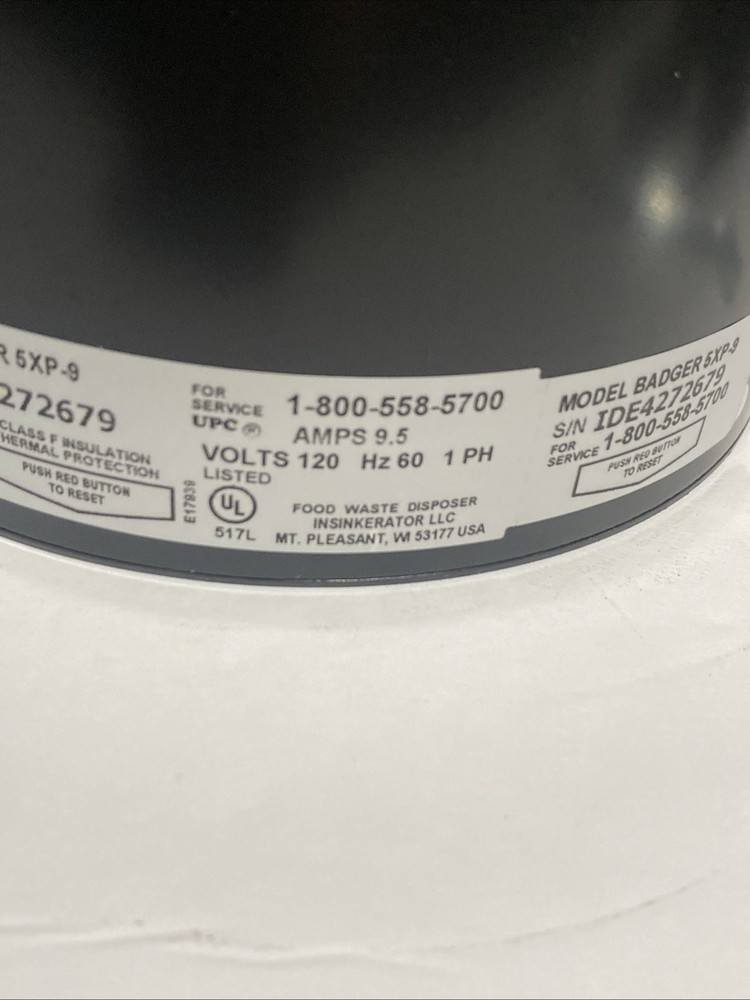 R 5XP-9
272679
CLASS F INSULATION
HERMAL PROTECTION
PUSH RED BUTTON
TO RESET
FOR
SERVICE 1-800-558-5700
UPC ®
AMPS 9.5
VOLTS 120 Hz 60 1 PH
LISTED
E17939
UL
517L
FOOD WASTE DISPOSER
INSINKERATOR LLC
MT. PLEASANT, WI 53177 USA
MODEL BADGER 5XP-9
S/N IDE4272679
FOR
SERVICE 1-800-558-5700
PUSH RED BUTTON
TO RESET